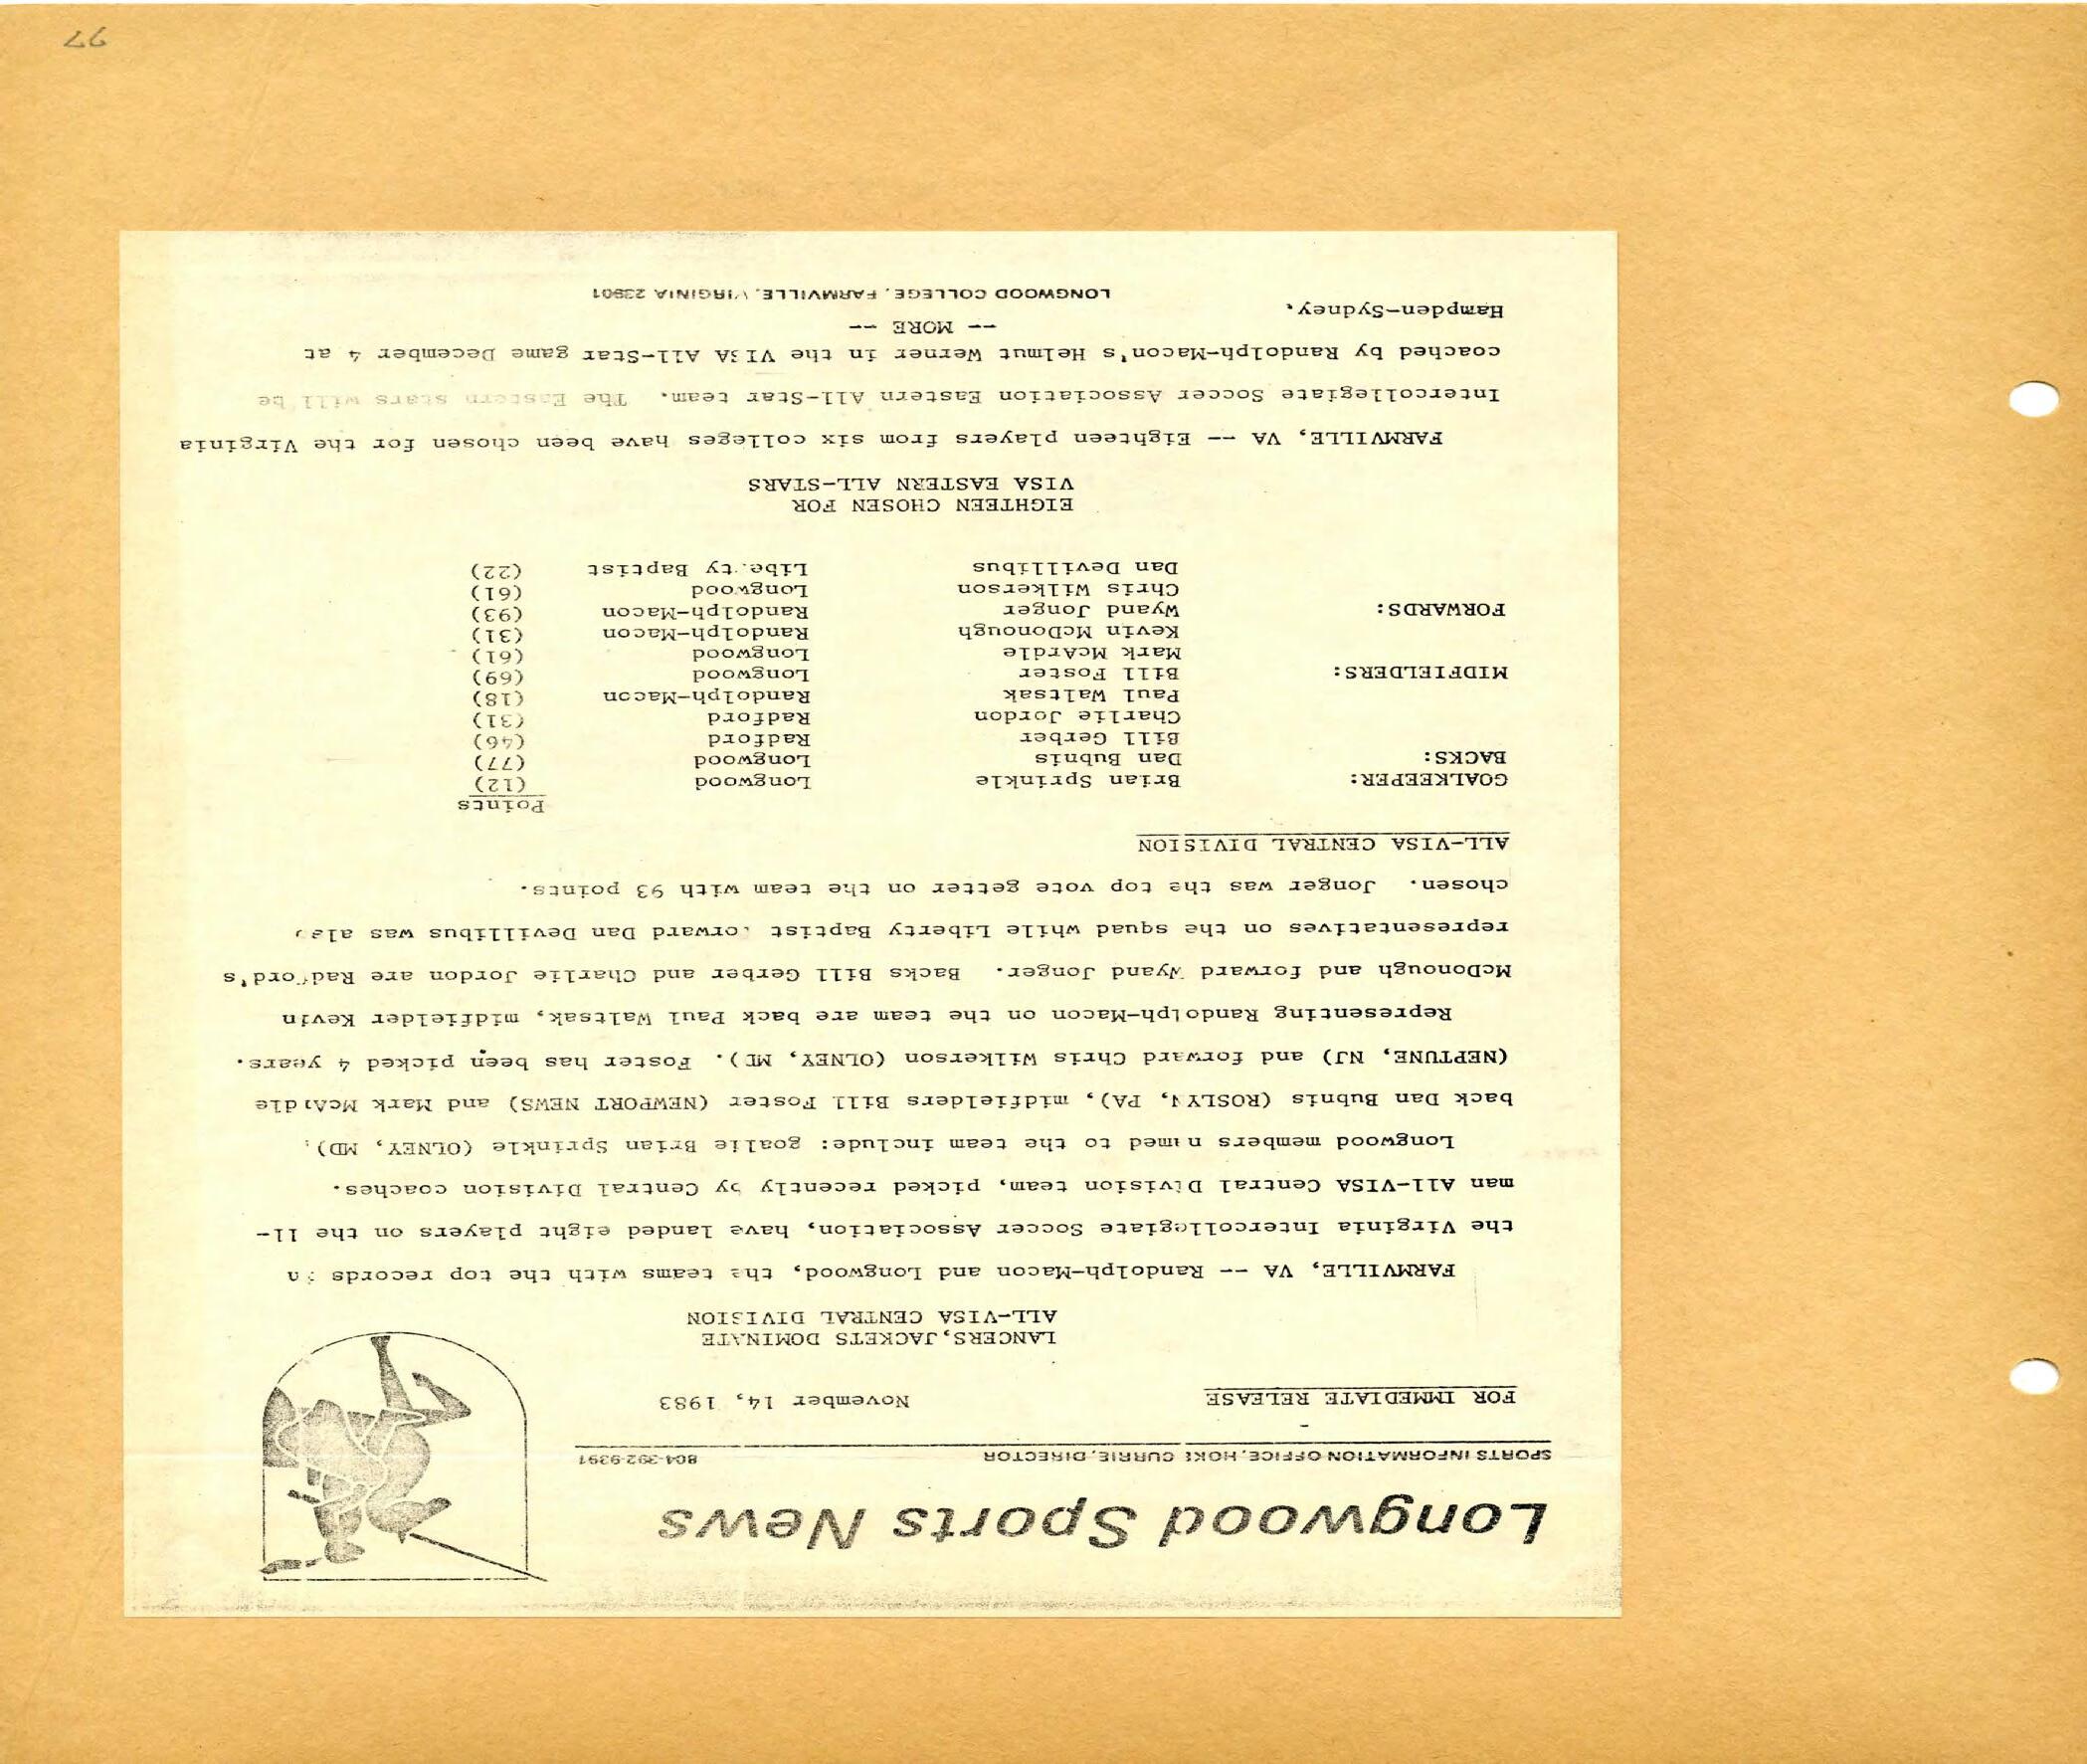 Longwood Sports News
SPORTS INFORMATION OFFICE, HOKE CURRIE, DIRECTOR 804-392-9391
FOR IMMEDIATE RELEASE November 14, 1983
LANCERS, JACKETS DOMINATE
ALL-VISA CENTRAL DIVISION
FARMVILLE, VA -- Randolph-Macon and Longwood, the teams with the top records in
the Virginia Intercollegiate Soccer Association, have landed eight players on the 11-
man All-VISA Central Division team, picked recently by Central Division coaches.
Longwood members named to the team include: goalie Brian Sprinkle (OLNEY, MD),
back Dan Bubnis (ROSLYN, PA), midfielders Bill Foster (NEWPORT NEWS) and Mark McArdle
(NEPTUNE, NJ) and forward Chris Wilkerson (OLNEY, MD). Foster has been picked 4 years.
Representing Randolph-Macon on the team are back Paul Waltsak, midfielder Kevin
McDonough and forward Wyand Jonger. Backs Bill Gerber and Charlie Jordon are Radford's
representatives on the squad while Liberty Baptist forward Dan Devillibus was also
chosen. Jonger was the top vote getter on the team with 93 points.
ALL-VISA CENTRAL DIVISION
Points
GOALKEEPER: Brian Sprinkle Longwood (12)
BACKS: Dan Bubnis Longwood (77)
Bill Gerber Radford (46)
Charlie Jordon Radford (31)
Paul Waltsak Randolph-Macon (18)
MIDFIELDERS: Bill Foster Longwood (69)
Mark McArdle Longwood (61)
Kevin McDonough Randolph-Macon (31)
FORWARDS: Wyand Jonger Randolph-Macon (93)
Chris Wilkerson Longwood (61)
Dan Devillibus Liberty Baptist (22)
EIGHTEEN CHOSEN FOR
VISA EASTERN ALL-STARS
FARMVILLE, VA -- Eighteen players from six colleges have been chosen for the Virginia
Intercollegiate Soccer Association Eastern All-Star team. The Eastern stars will be
coached by Randolph-Macon's Helmut Werner in the VISA All-Star game December 4 at
-- MORE --
Hampden-Sydney.
LONGWOOD COLLEGE, FARMVILLE, VIRGINIA 23901
97